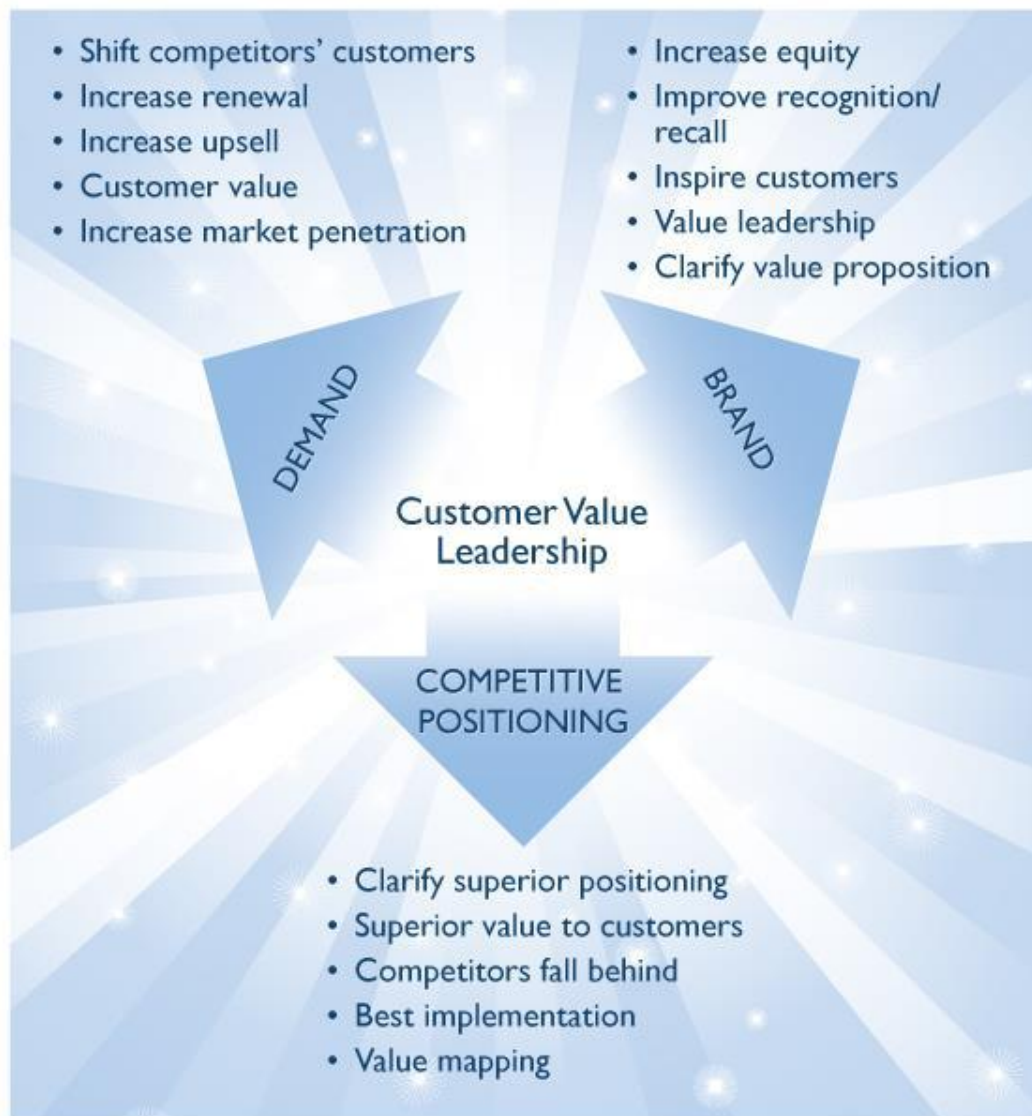 • Shift competitors’ customers
• Increase renewal
• Increase upsell
• Customer value
• Increase market penetration
• Increase equity
• Improve recognition/
recall
• Inspire customers
• Value leadership
• Clarify value proposition
DEMAND
BRAND
Customer Value
Leadership
COMPETITIVE
POSITIONING
• Clarify superior positioning
• Superior value to customers
• Competitors fall behind
• Best implementation
• Value mapping